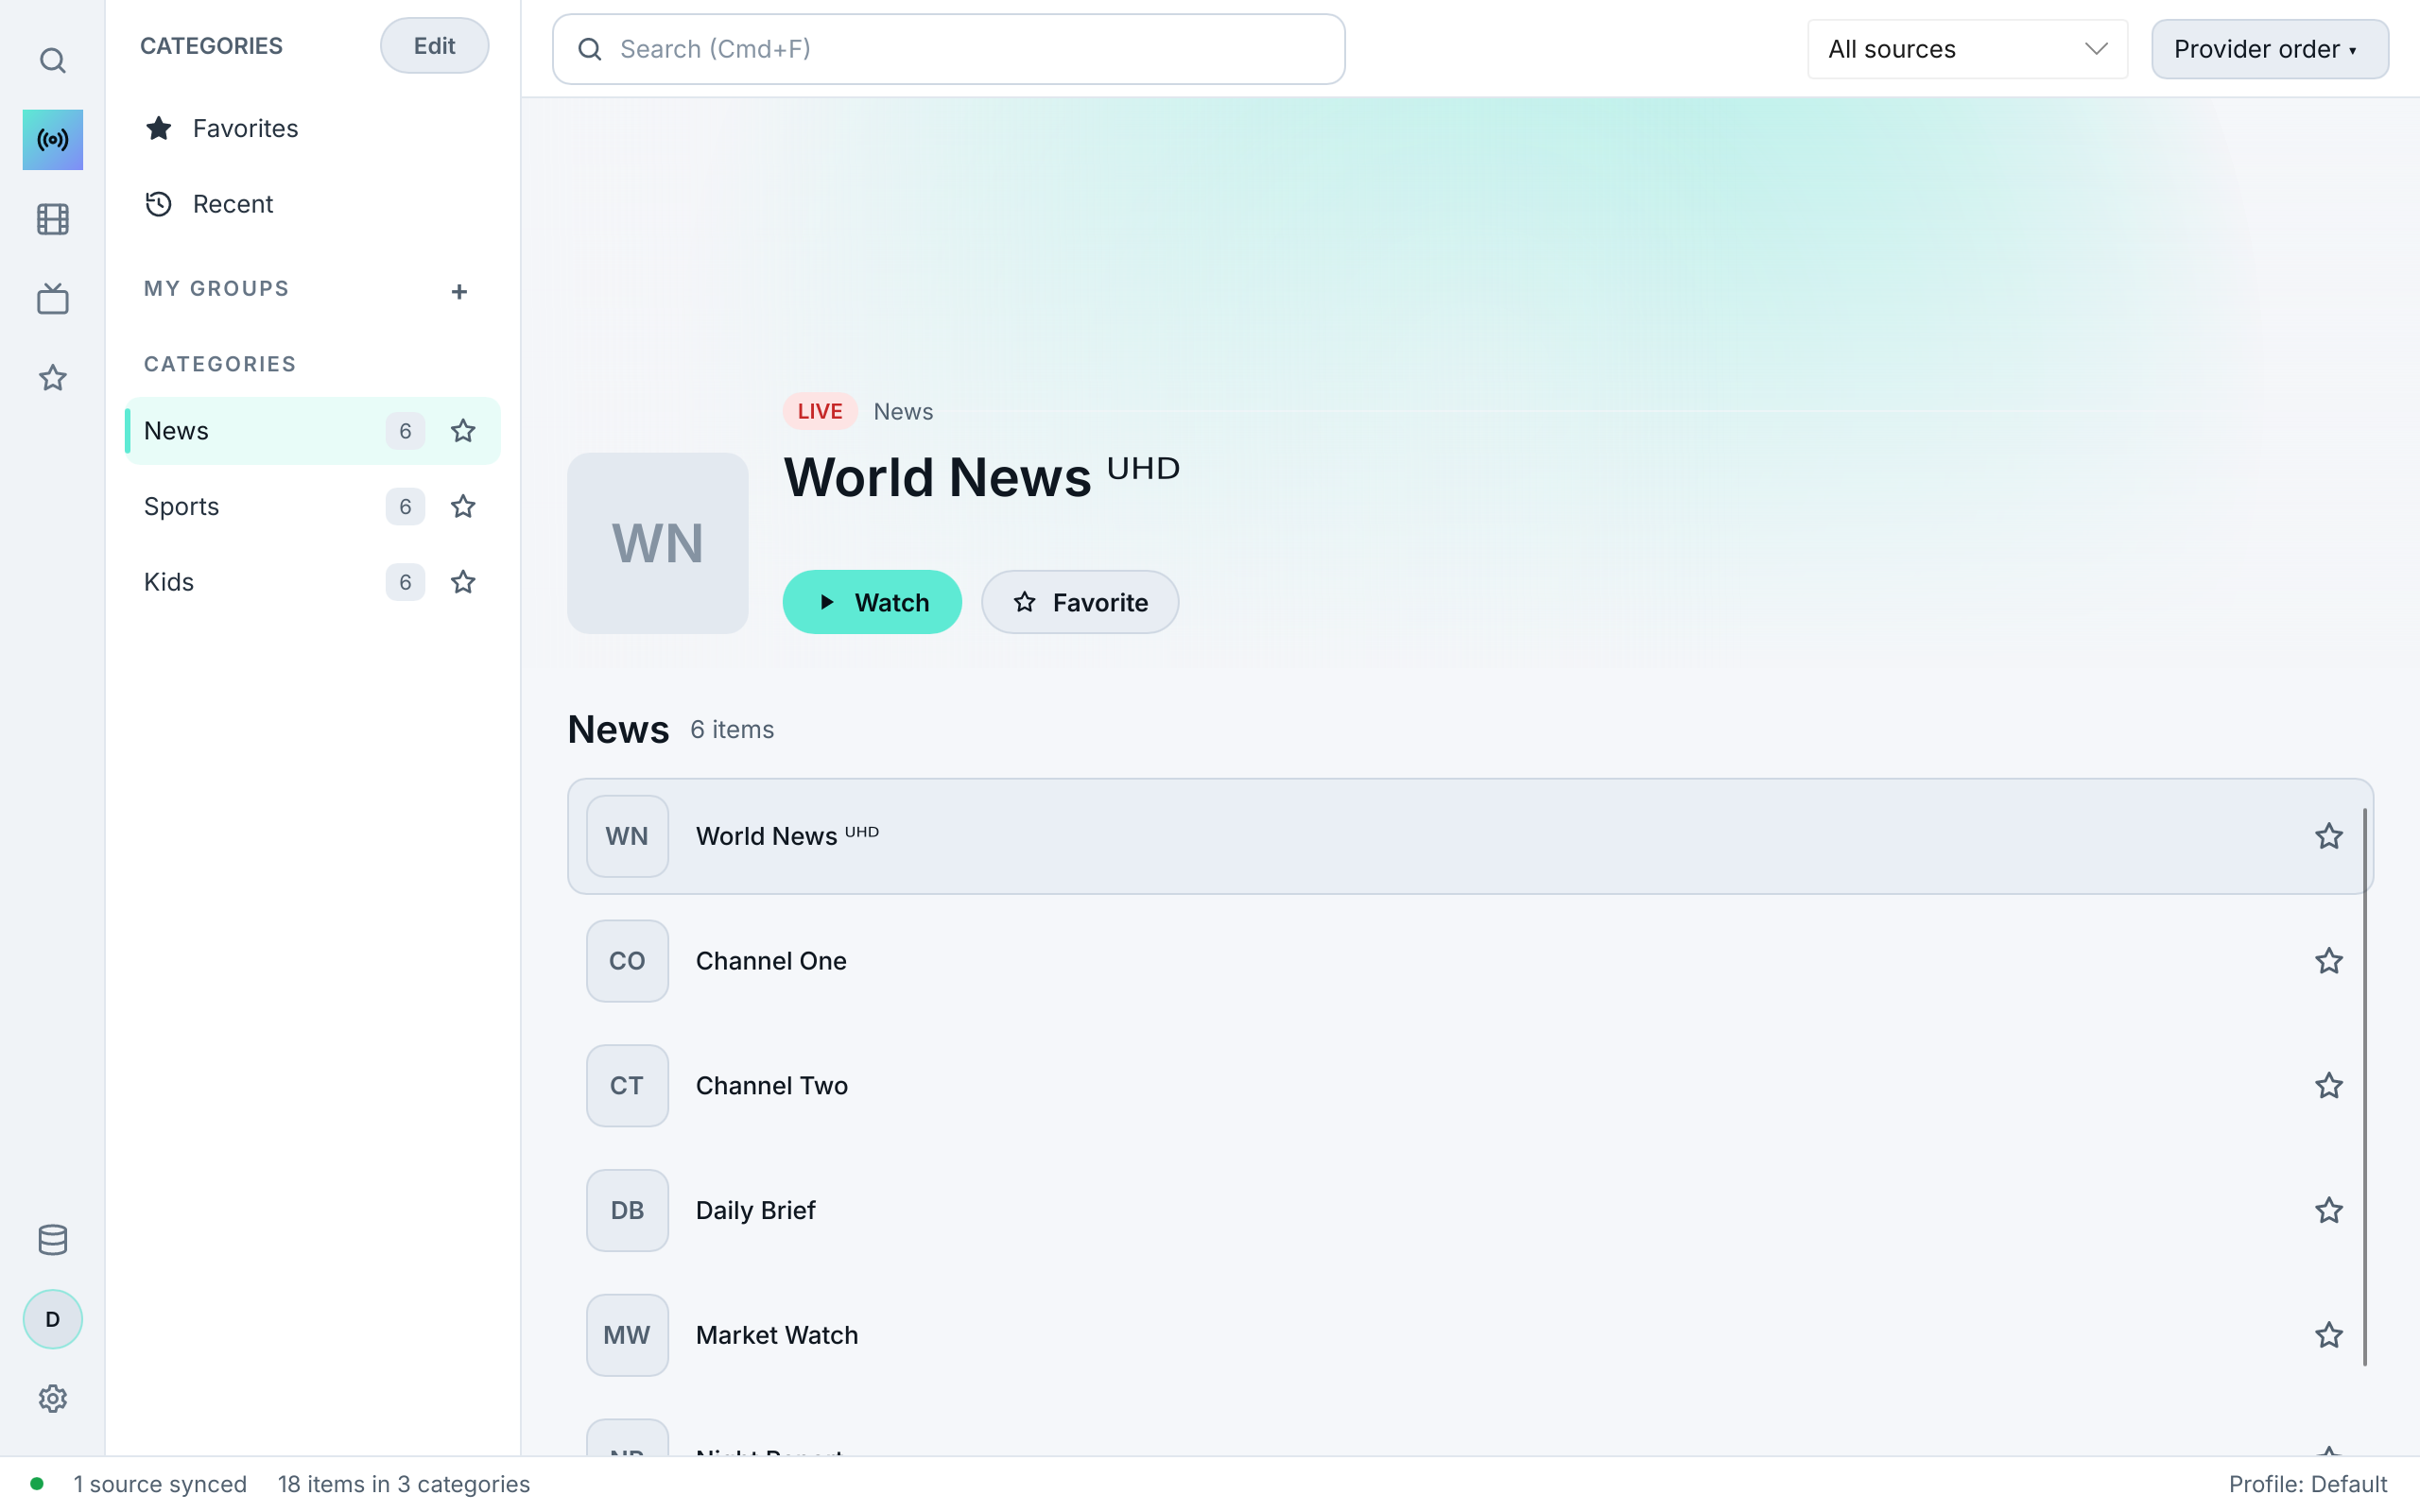 CATEGORIES
Edit
Favorites
Recent
MY GROUPS
+
CATEGORIES
News 6
Sports 6
Kids 6
D
Search (Cmd+F)
All sources
Provider order
LIVE News
World News ᵁᴴᴰ
WN
Watch
Favorite
News 6 items
WN World News ᵁᴴᴰ
CO Channel One
CT Channel Two
DB Daily Brief
MW Market Watch
1 source synced 18 items in 3 categories
Profile: Default